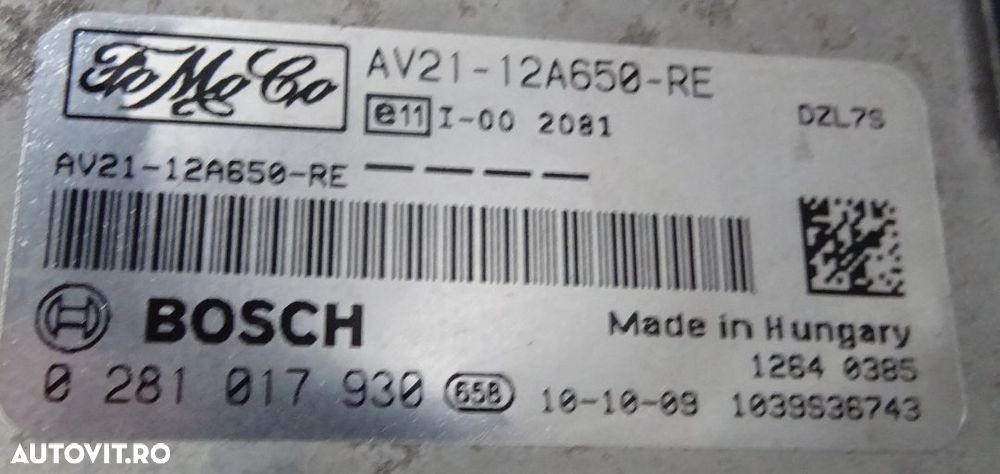 FoMoCo
AV21-12A650-RE
e11 I-00 2081
DZL7S
AV21-12A650-RE — — — —
BOSCH
Made in Hungary
1264 0385
0 281 017 930 658 10-10-09 1039S36743
AUTOVIT.RO